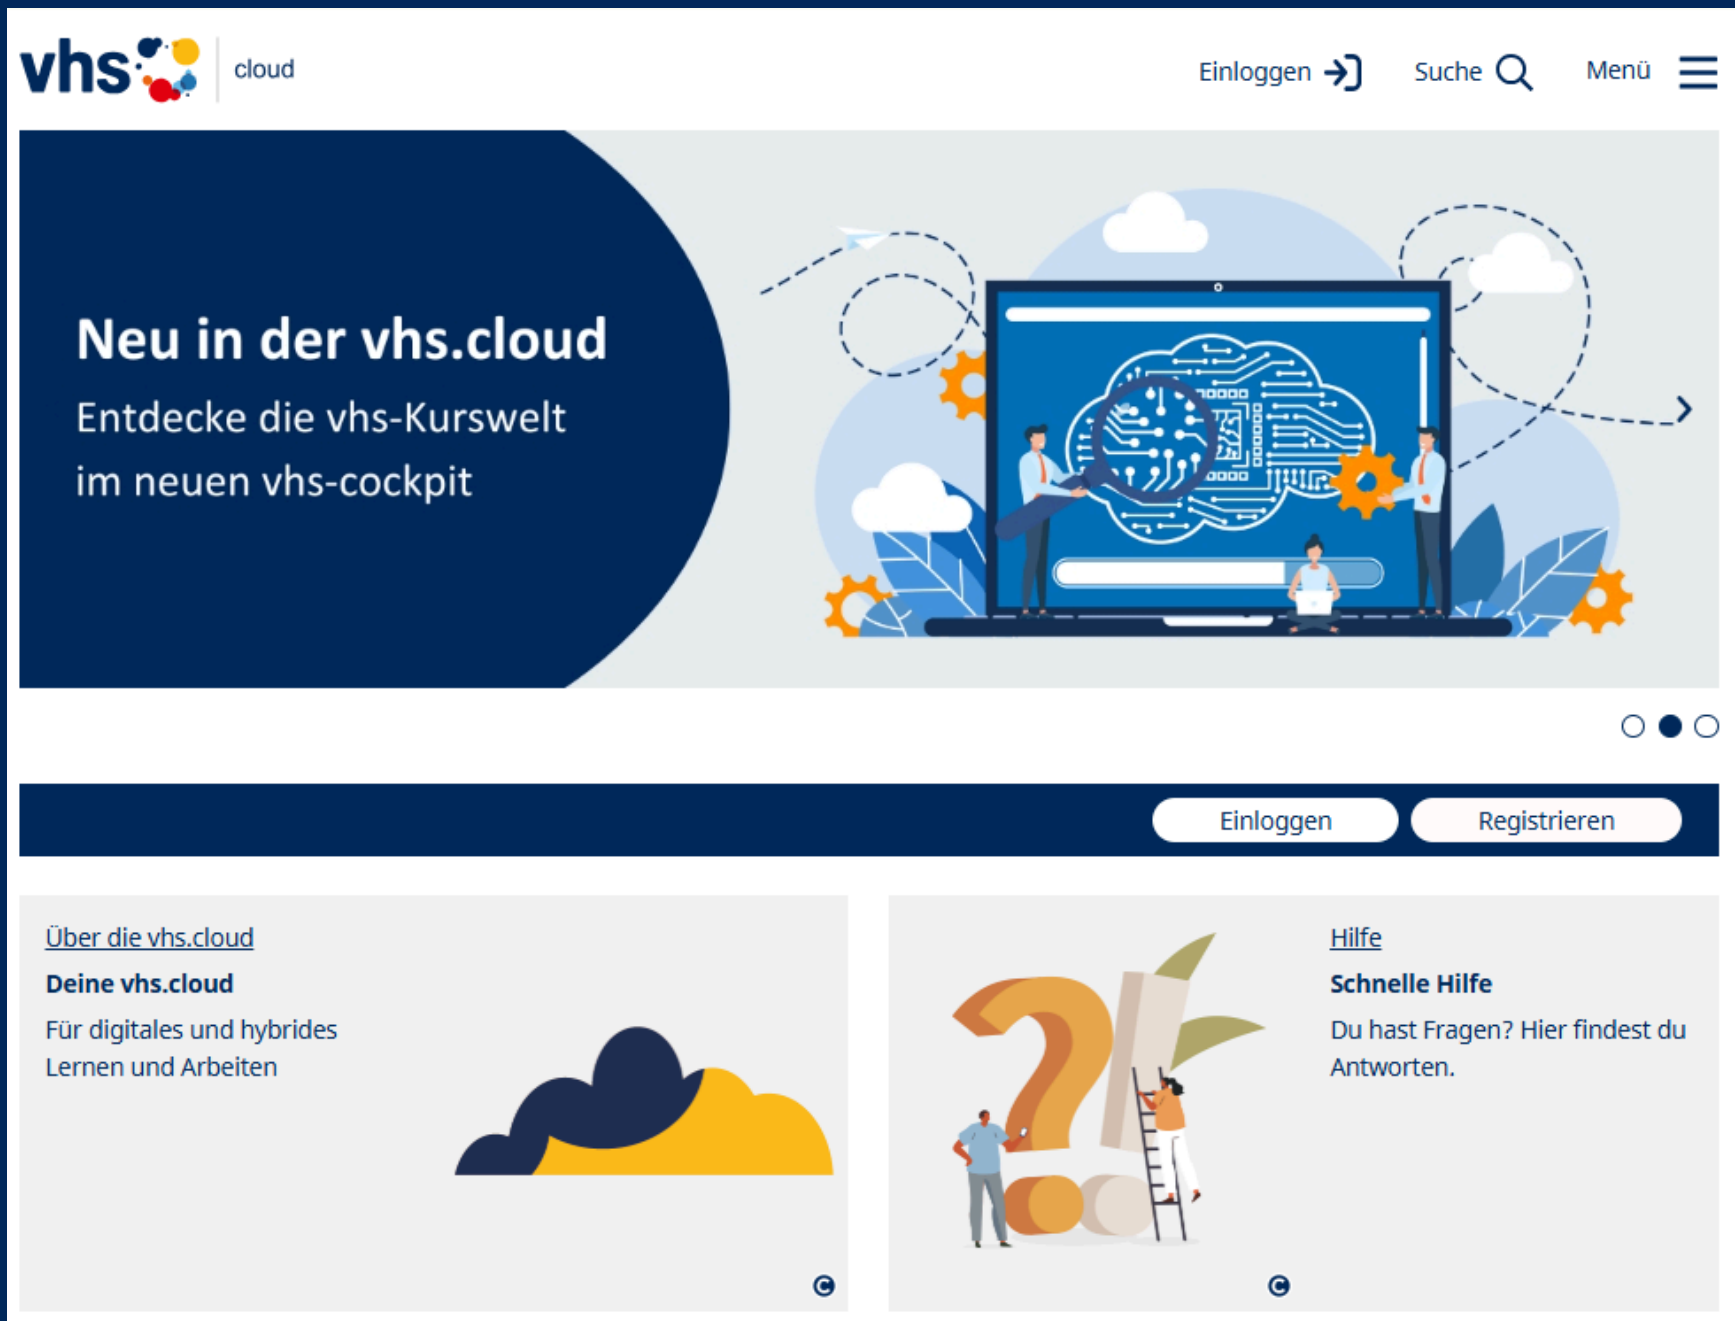 vhs cloud
Einloggen Suche Menü
Neu in der vhs.cloud
Entdecke die vhs-Kurswelt
im neuen vhs-cockpit
Einloggen Registrieren
Über die vhs.cloud
Deine vhs.cloud
Für digitales und hybrides
Lernen und Arbeiten
Hilfe
Schnelle Hilfe
Du hast Fragen? Hier findest du
Antworten.